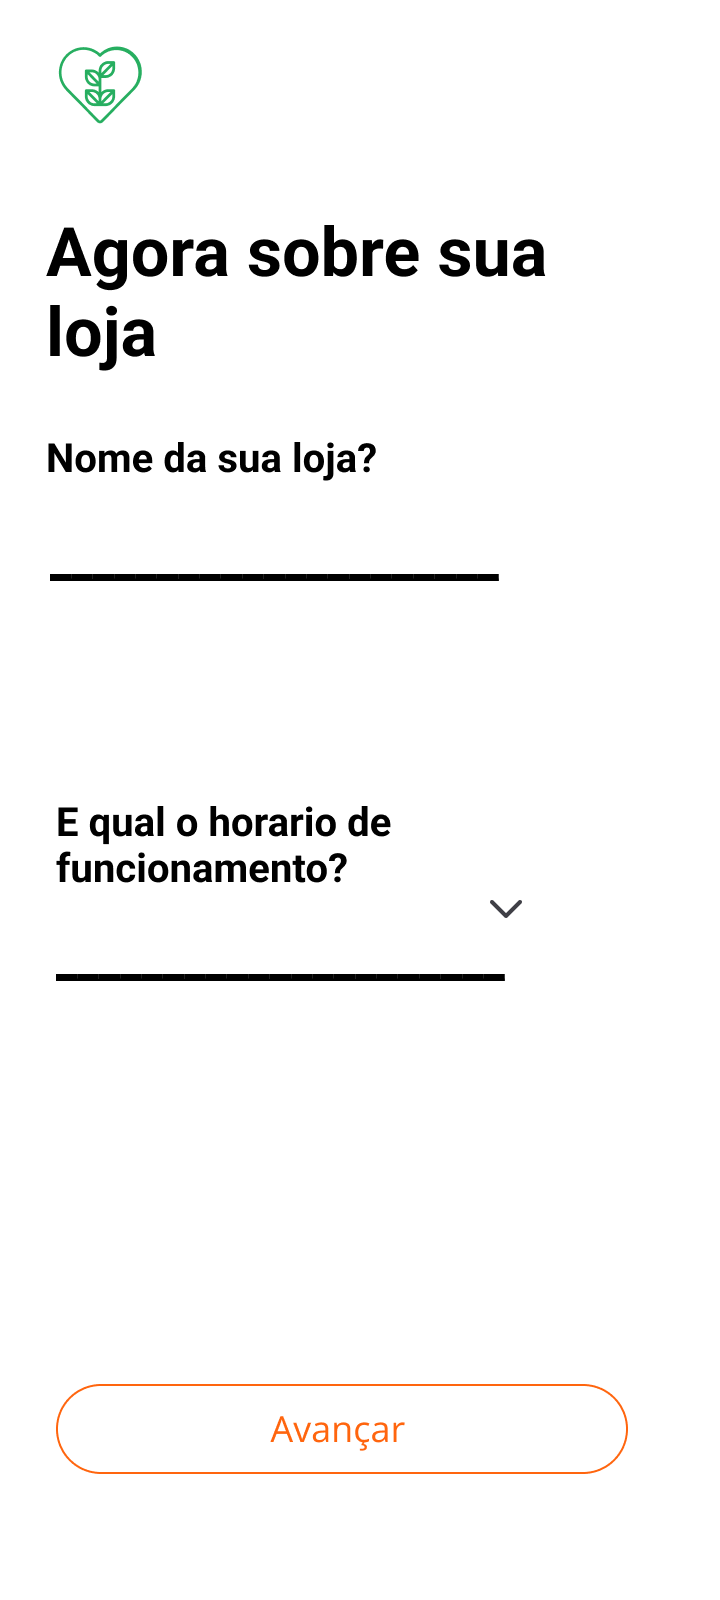 Agora sobre sua
loja
Nome da sua loja?
E qual o horario de
funcionamento?
Avançar